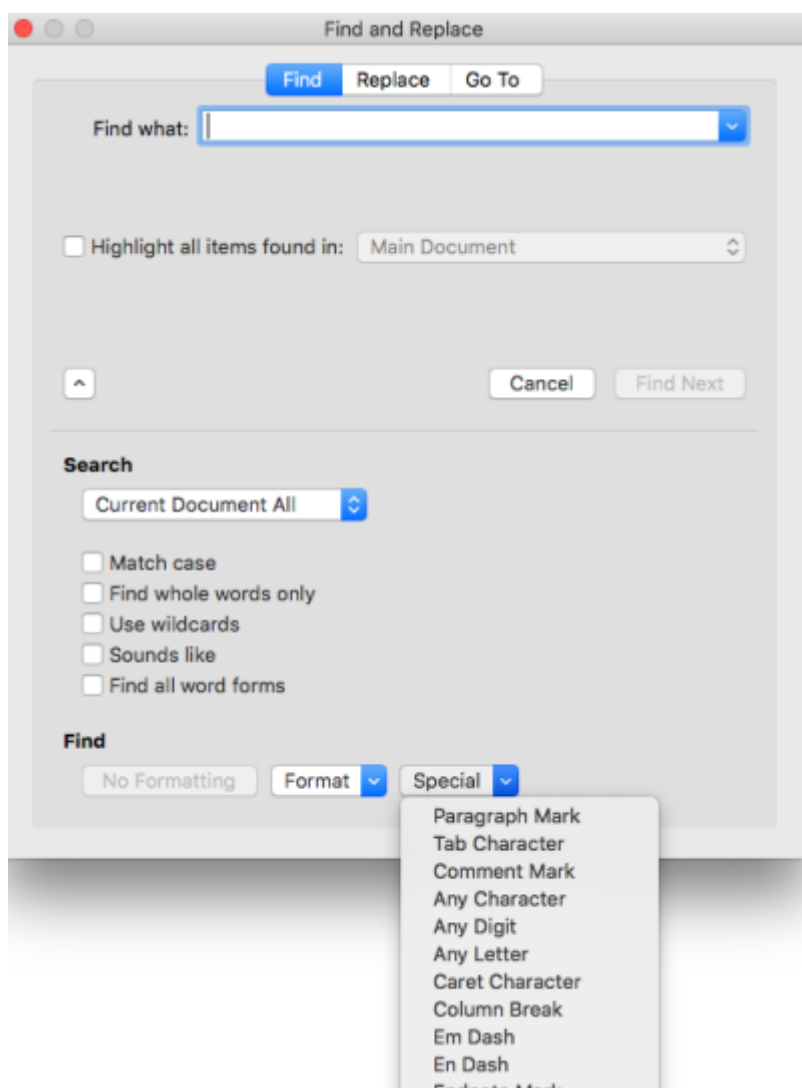 Find and Replace
Find Replace Go To
Find what:
Highlight all items found in: Main Document
Cancel Find Next
Search
Current Document All
Match case
Find whole words only
Use wildcards
Sounds like
Find all word forms
Find
No Formatting Format Special
Paragraph Mark
Tab Character
Comment Mark
Any Character
Any Digit
Any Letter
Caret Character
Column Break
Em Dash
En Dash